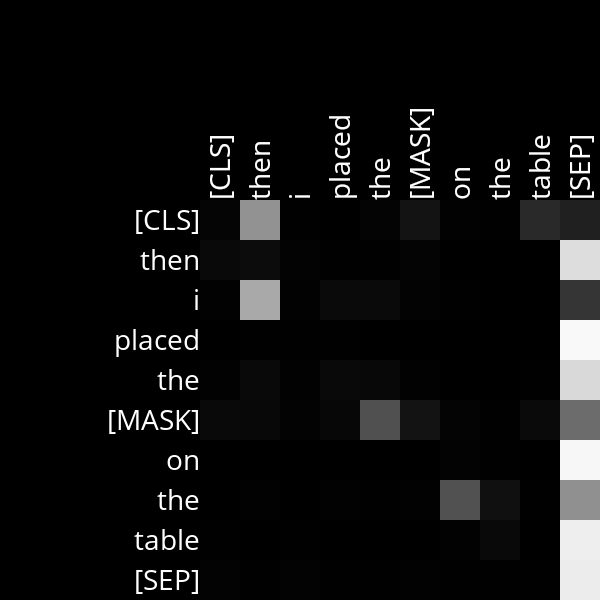 [CLS] then i placed the [MASK] on the table [SEP]
[CLS]
then
i
placed
the
[MASK]
on
the
table
[SEP]